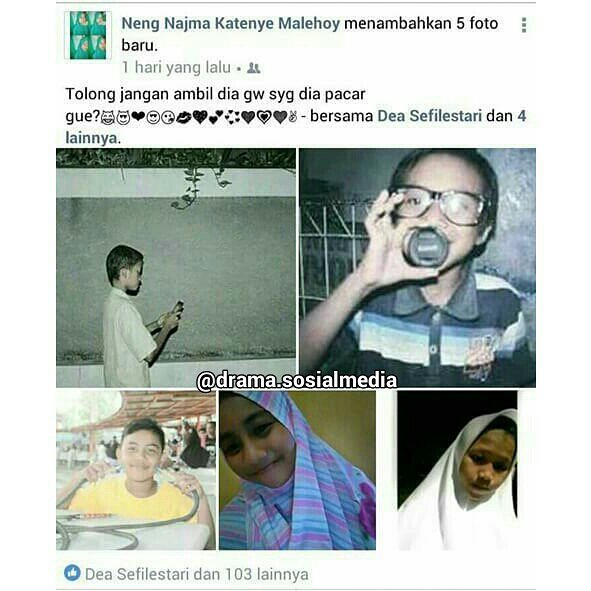 Neng Najma Katenye Malehoy menambahkan 5 foto
baru.
1 hari yang lalu •
Tolong jangan ambil dia gw syg dia pacar
gue?😹😍❤😍😘💋💖💕💞💗💓💗✌ - bersama Dea Sefilestari dan 4
lainnya.
@drama.sosialmedia
Dea Sefilestari dan 103 lainnya